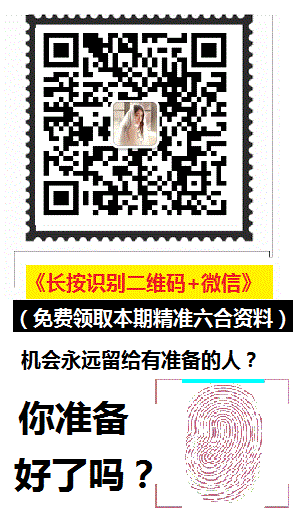 《长按识别二维码+微信》
（免费领取本期精准六合资料）
机会永远留给有准备的人？
你准备
好了吗？